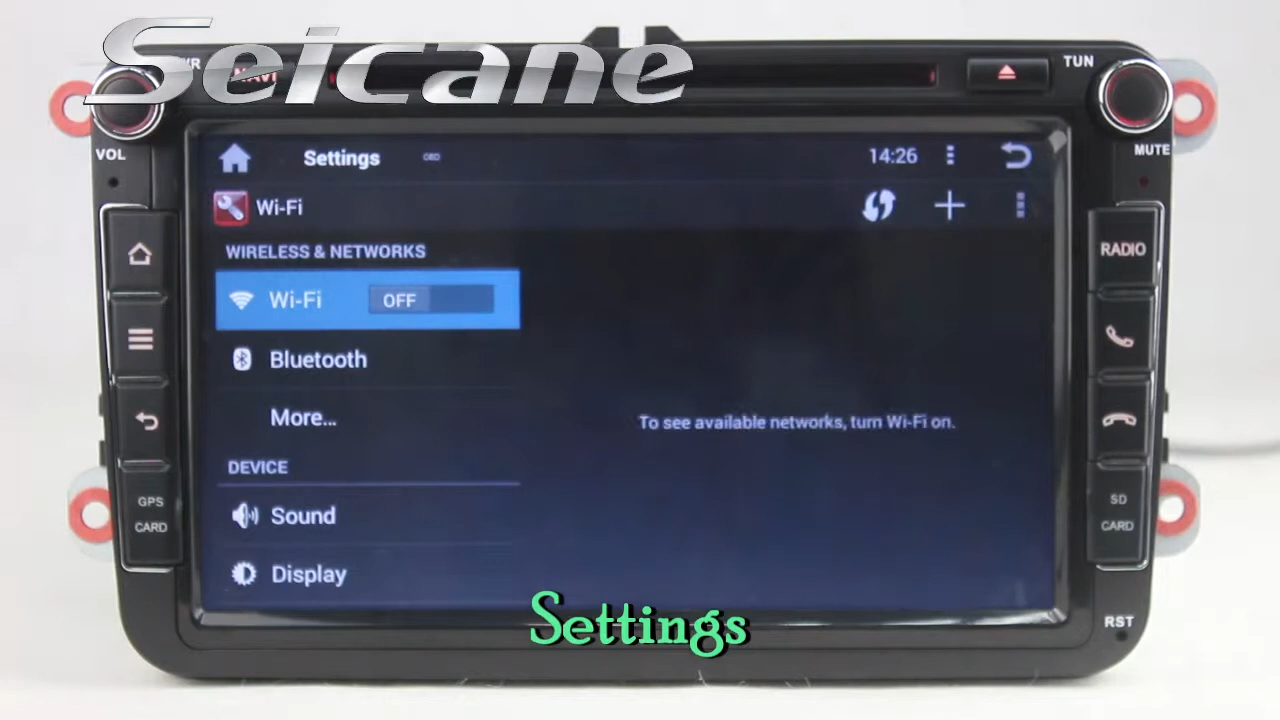 Seicane
NAVI
TUN
VOL
MUTE
Settings
14:26
Wi-Fi
WIRELESS & NETWORKS
Wi-Fi
OFF
Bluetooth
More...
To see available networks, turn Wi-Fi on.
DEVICE
Sound
Display
GPS
CARD
RADIO
SD
CARD
RST
Settings